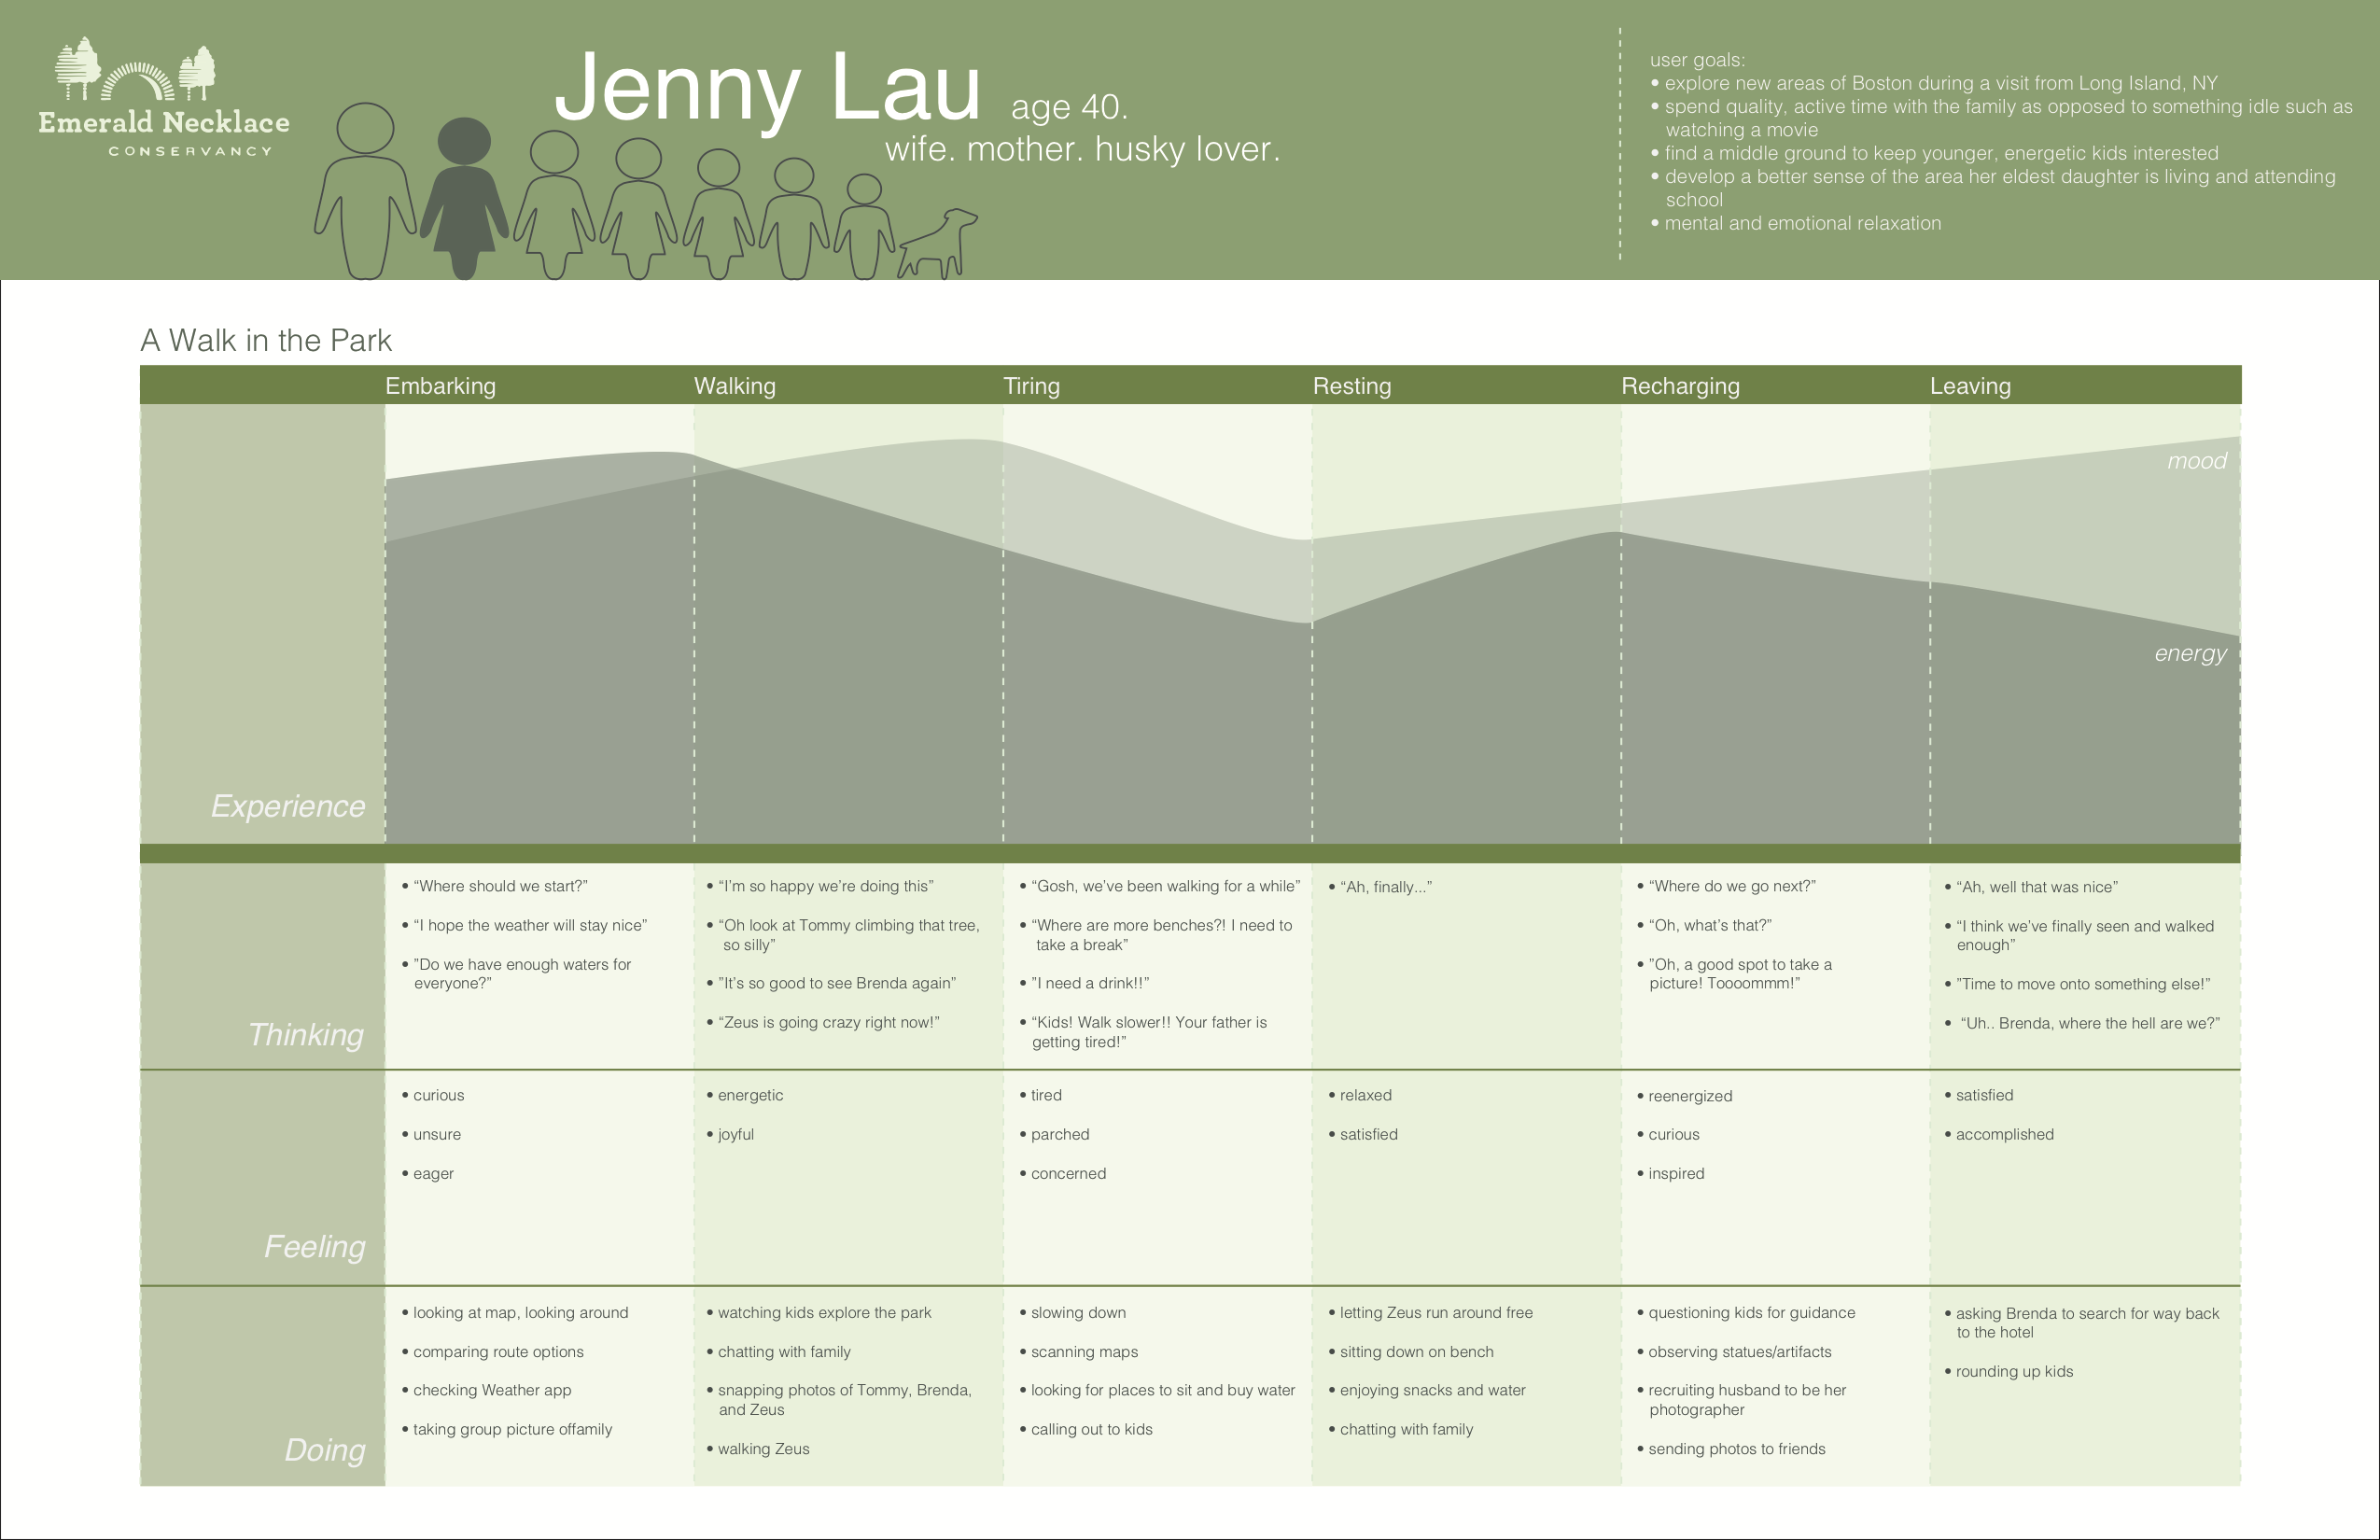 Emerald Necklace
CONSERVANCY
Jenny Lau age 40.
wife. mother. husky lover.
user goals:
• explore new areas of Boston during a visit from Long Island, NY
• spend quality, active time with the family as opposed to something idle such as
watching a movie
• find a middle ground to keep younger, energetic kids interested
• develop a better sense of the area her eldest daughter is living and attending
school
• mental and emotional relaxation
A Walk in the Park
Embarking
Walking
Tiring
Resting
Recharging
Leaving
mood
energy
Experience
Thinking
• “Where should we start?”
• “I hope the weather will stay nice”
• ”Do we have enough waters for
everyone?”
• “I’m so happy we’re doing this”
• “Oh look at Tommy climbing that tree,
so silly”
• ”It’s so good to see Brenda again”
• “Zeus is going crazy right now!”
• “Gosh, we’ve been walking for a while”
• “Where are more benches?! I need to
take a break”
• ”I need a drink!!”
• “Kids! Walk slower!! Your father is
getting tired!”
• “Ah, finally...”
• “Where do we go next?”
• “Oh, what’s that?”
• ”Oh, a good spot to take a
picture! Toooommm!”
• “Ah, well that was nice”
• “I think we’ve finally seen and walked
enough”
• ”Time to move onto something else!”
• “Uh.. Brenda, where the hell are we?”
Feeling
• curious
• unsure
• eager
• energetic
• joyful
• tired
• parched
• concerned
• relaxed
• satisfied
• reenergized
• curious
• inspired
• satisfied
• accomplished
Doing
• looking at map, looking around
• comparing route options
• checking Weather app
• taking group picture offamily
• watching kids explore the park
• chatting with family
• snapping photos of Tommy, Brenda,
and Zeus
• walking Zeus
• slowing down
• scanning maps
• looking for places to sit and buy water
• calling out to kids
• letting Zeus run around free
• sitting down on bench
• enjoying snacks and water
• chatting with family
• questioning kids for guidance
• observing statues/artifacts
• recruiting husband to be her
photographer
• sending photos to friends
• asking Brenda to search for way back
to the hotel
• rounding up kids